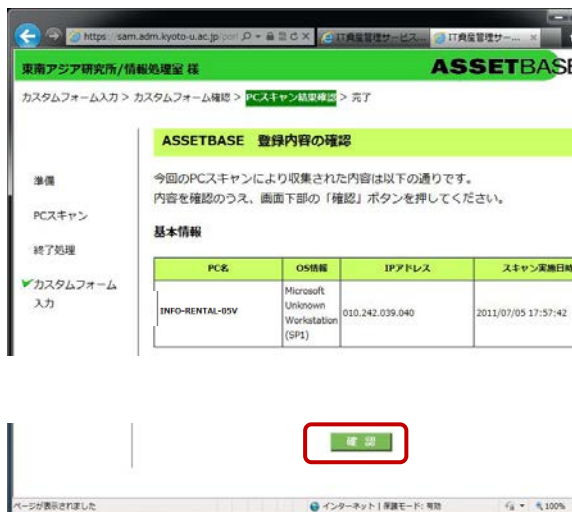 https://sam.adm.kyoto-u.ac.jp/
IT資産管理サービス... IT資産管理サー... ×
東南アジア研究所/情報処理室 様
ASSETBASE
カスタムフォーム入力 > カスタムフォーム確認 > PCスキャン結果確認 > 完了
ASSETBASE 登録内容の確認
準備
今回のPCスキャンにより収集された内容は以下の通りです。
内容を確認のうえ、画面下部の「確認」ボタンを押してください。
PCスキャン
基本情報
終了処理
カスタムフォーム
入力
PC名 OS情報 IPアドレス スキャン実施日時
INFO-RENTAL-05V
Microsoft
Unknown
Workstation
(SP1)
010.242.039.040
2011/07/05 17:57:42
確認
ページが表示されました
インターネット | 保護モード: 有効
100%